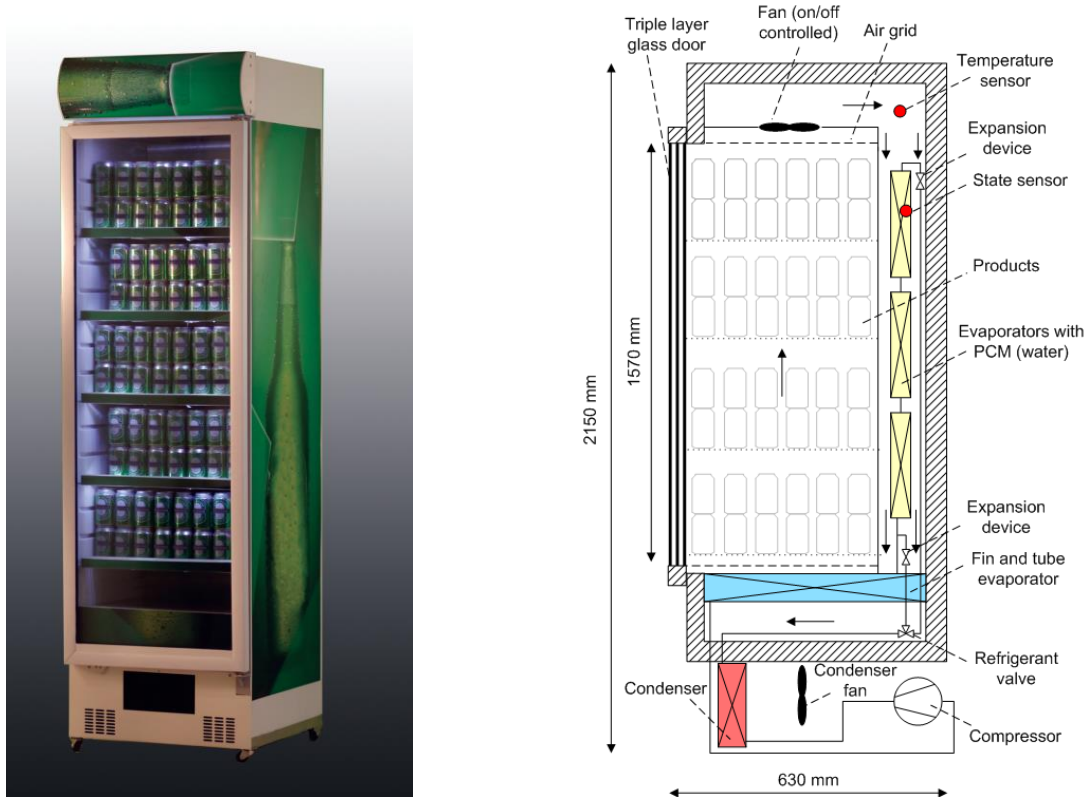 Fan (on/off
controlled)
Air grid
Triple layer
glass door
Temperature
sensor
Expansion
device
State sensor
Products
Evaporators with
PCM (water)
1570 mm
2150 mm
Expansion
device
Fin and tube
evaporator
Refrigerant
valve
Condenser
Condenser
fan
Compressor
630 mm